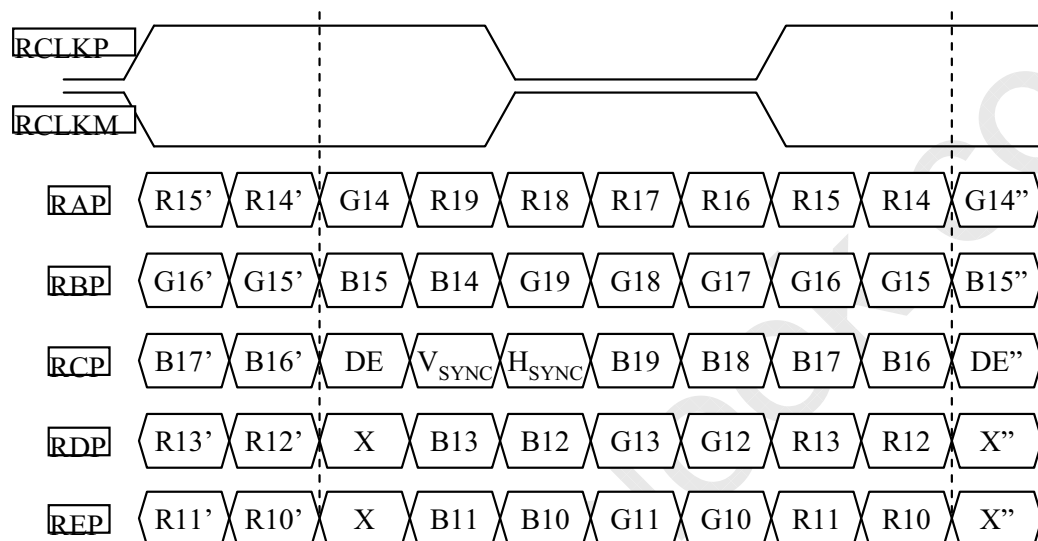 RCLKP
RCLKM
RAP R15’ R14’ G14 R19 R18 R17 R16 R15 R14 G14”
RBP G16’ G15’ B15 B14 G19 G18 G17 G16 G15 B15”
RCP B17’ B16’ DE VSYNC HSYNC B19 B18 B17 B16 DE”
RDP R13’ R12’ X B13 B12 G13 G12 R13 R12 X”
REP R11’ R10’ X B11 B10 G11 G10 R11 R10 X”